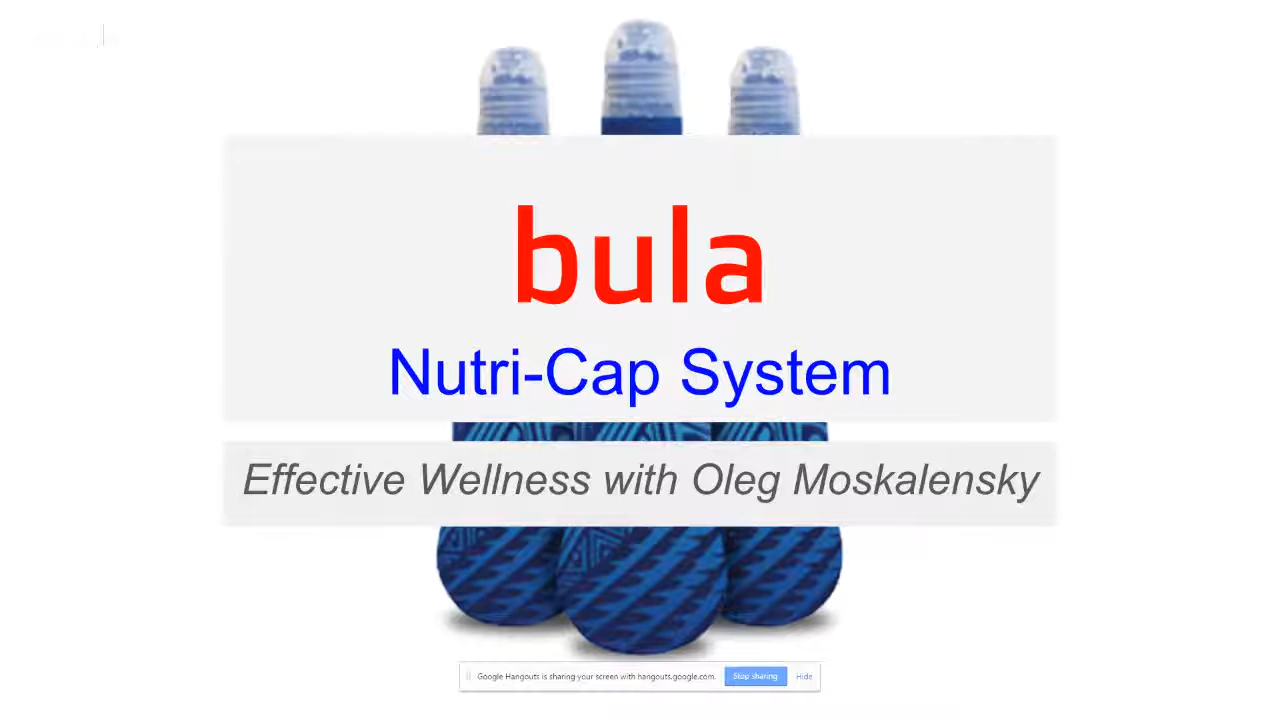 bula
Nutri-Cap System
Effective Wellness with Oleg Moskalensky
Google Hangouts is sharing your screen with hangouts.google.com. Stop sharing Hide